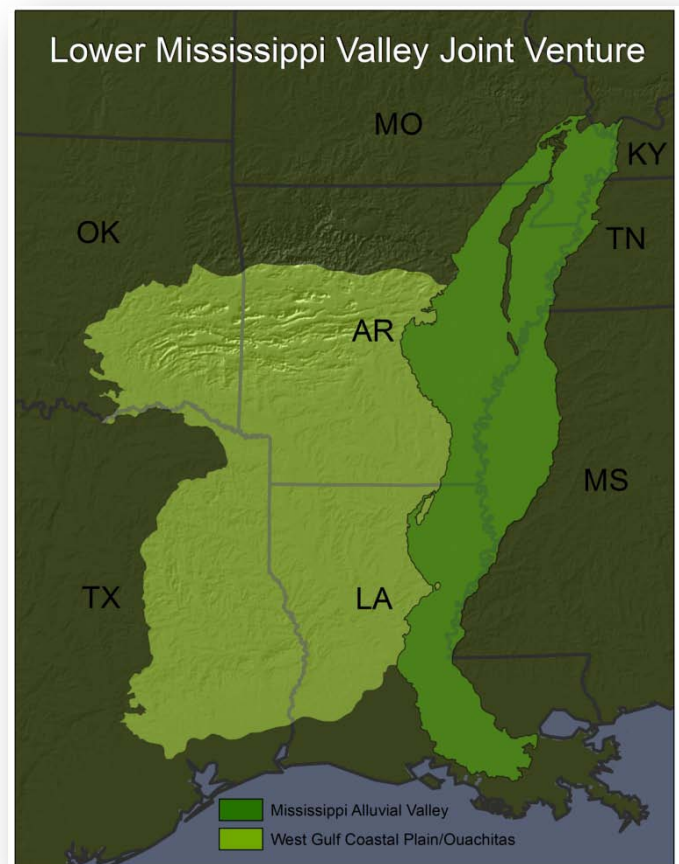 Lower Mississippi Valley Joint Venture
MO
KY
OK
TN
AR
MS
TX
LA
Mississippi Alluvial Valley
West Gulf Coastal Plain/Ouachitas